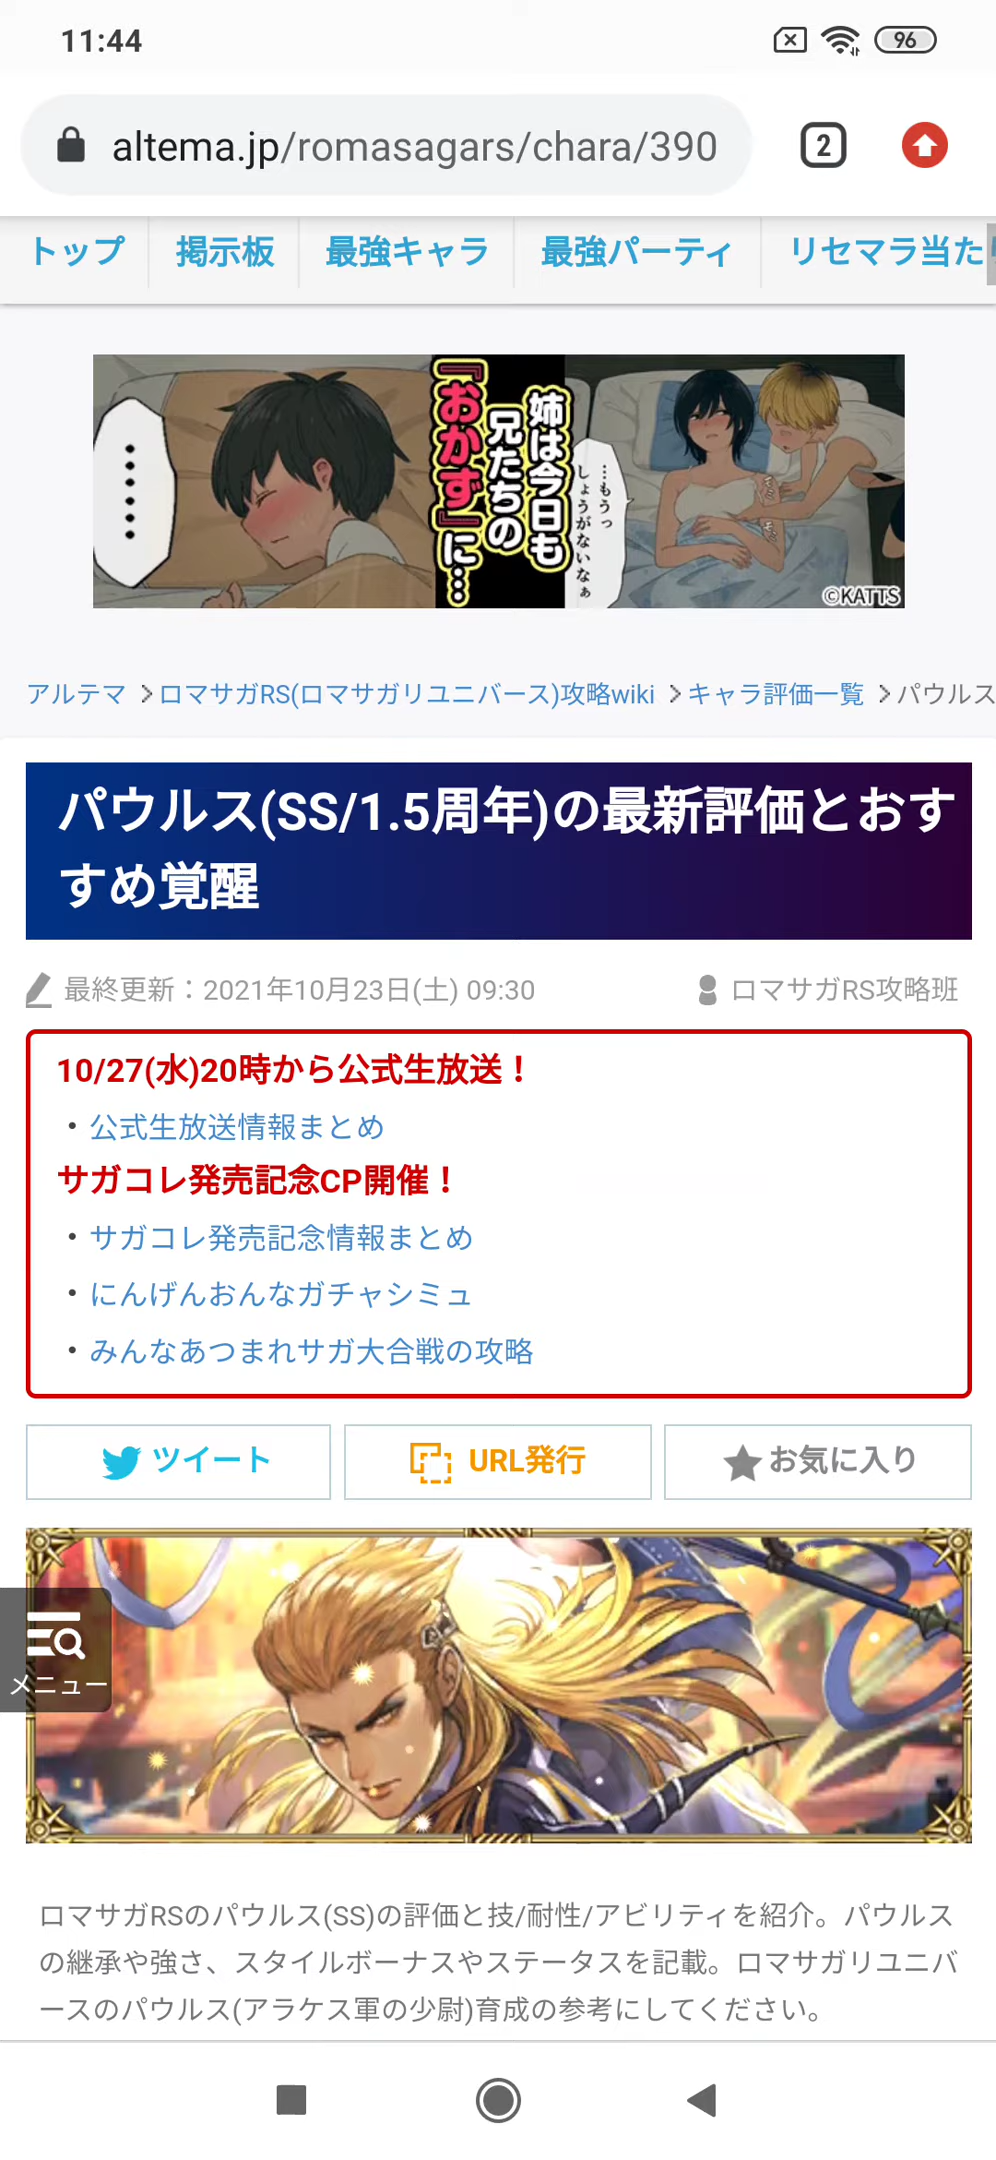 11:44
96
altema.jp/romasagars/chara/390
2
トップ
掲示板
最強キャラ
最強パーティ
リセマラ当たり
姉は今日も
兄たちの
『おかず』に…
…もうっ
しょうがないなぁ
モミ
モミ
©KATTS
アルテマ >ロマサガRS(ロマサガリユニバース)攻略wiki >キャラ評価一覧 >パウルス
パウルス(SS/1.5周年)の最新評価とおす
すめ覚醒
最終更新：2021年10月23日(土) 09:30
ロマサガRS攻略班
10/27(水)20時から公式生放送！
・公式生放送情報まとめ
サガコレ発売記念CP開催！
・サガコレ発売記念情報まとめ
・にんげんおんなガチャシミュ
・みんなあつまれサガ大合戦の攻略
ツイート
URL発行
お気に入り
メニュー
ロマサガRSのパウルス(SS)の評価と技/耐性/アビリティを紹介。パウルス
の継承や強さ、スタイルボーナスやステータスを記載。ロマサガリユニバ
ースのパウルス(アラケス軍の少尉)育成の参考にしてください。